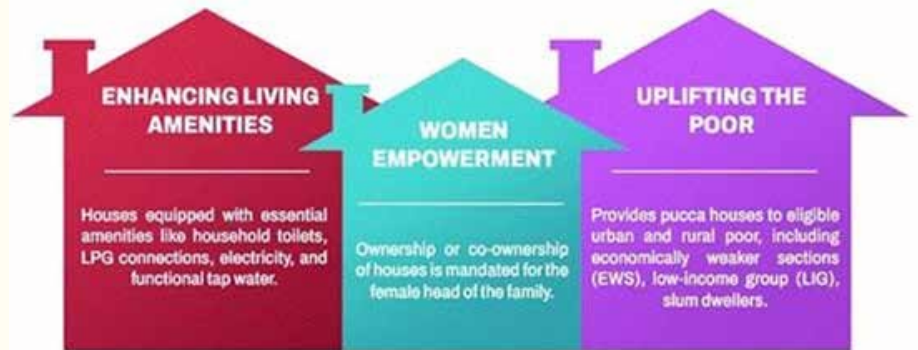 ENHANCING LIVING
AMENITIES
Houses equipped with essential
amenities like household toilets,
LPG connections, electricity, and
functional tap water.
WOMEN
EMPOWERMENT
Ownership or co-ownership
of houses is mandated for the
female head of the family.
UPLIFTING THE
POOR
Provides pucca houses to eligible
urban and rural poor, including
economically weaker sections
(EWS), low-income group (LIG),
slum dwellers.